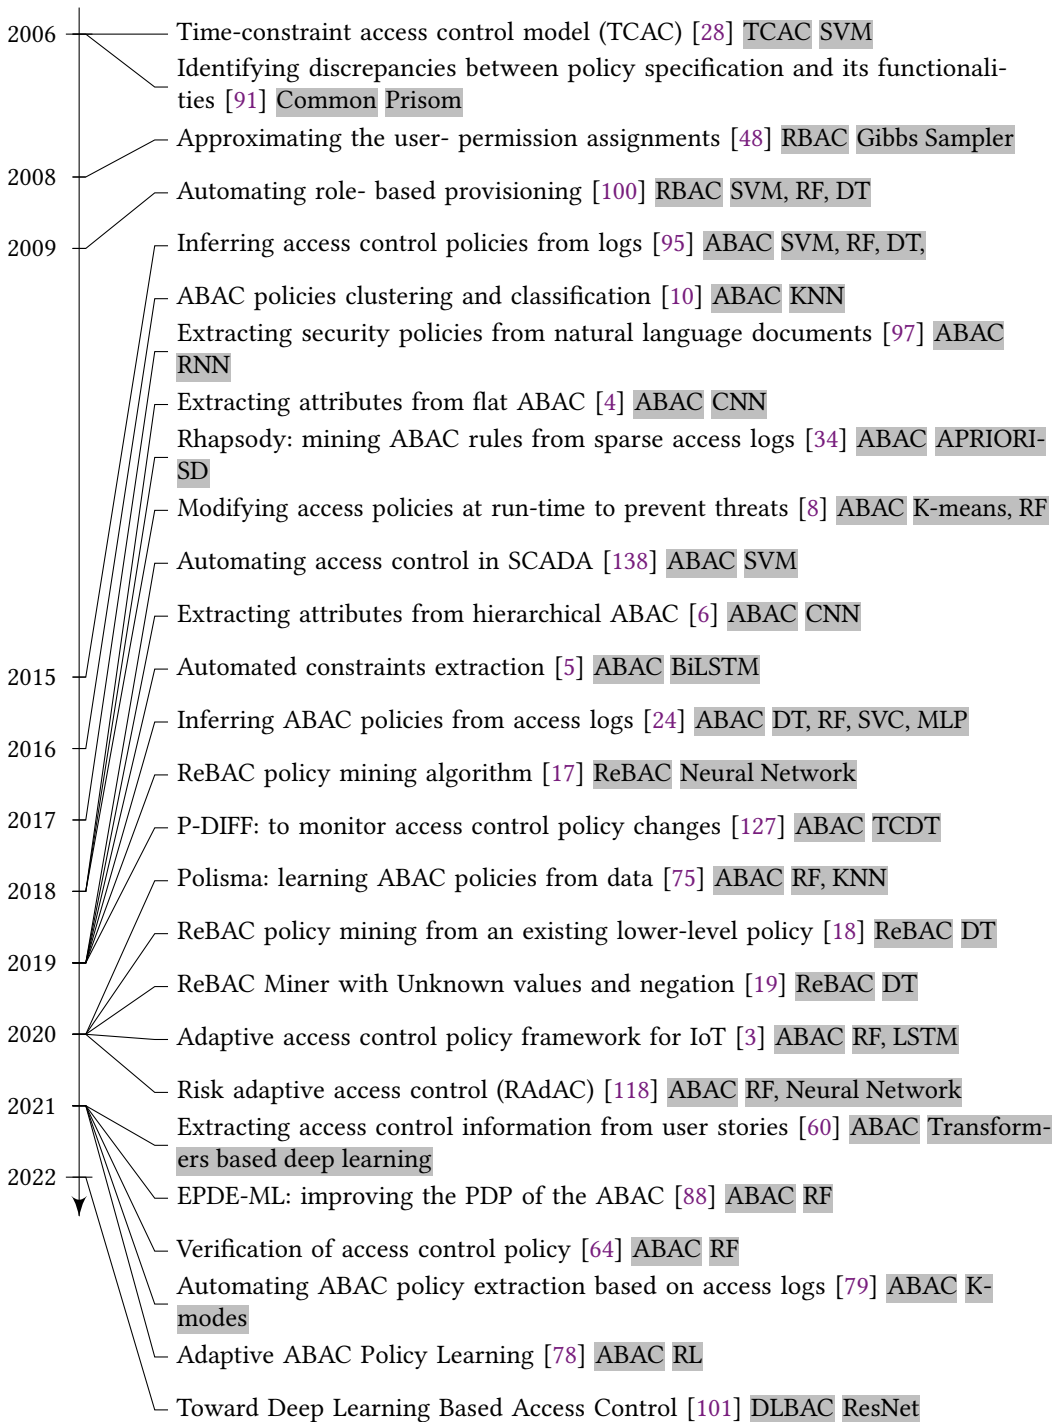 2006
Time-constraint access control model (TCAC) [28] TCAC SVM
Identifying discrepancies between policy specification and its functionali-
ties [91] Common Prisom
Approximating the user- permission assignments [48] RBAC Gibbs Sampler
2008
Automating role- based provisioning [100] RBAC SVM, RF, DT
2009
Inferring access control policies from logs [95] ABAC SVM, RF, DT,
ABAC policies clustering and classification [10] ABAC KNN
Extracting security policies from natural language documents [97] ABAC
RNN
Extracting attributes from flat ABAC [4] ABAC CNN
Rhapsody: mining ABAC rules from sparse access logs [34] ABAC APRIORI-
SD
Modifying access policies at run-time to prevent threats [8] ABAC K-means, RF
Automating access control in SCADA [138] ABAC SVM
Extracting attributes from hierarchical ABAC [6] ABAC CNN
Automated constraints extraction [5] ABAC BiLSTM
2015
Inferring ABAC policies from access logs [24] ABAC DT, RF, SVC, MLP
2016
ReBAC policy mining algorithm [17] ReBAC Neural Network
2017
P-DIFF: to monitor access control policy changes [127] ABAC TCDT
Polisma: learning ABAC policies from data [75] ABAC RF, KNN
2018
ReBAC policy mining from an existing lower-level policy [18] ReBAC DT
2019
ReBAC Miner with Unknown values and negation [19] ReBAC DT
2020
Adaptive access control policy framework for IoT [3] ABAC RF, LSTM
Risk adaptive access control (RAdAC) [118] ABAC RF, Neural Network
2021
Extracting access control information from user stories [60] ABAC Transform-
ers based deep learning
2022
EPDE-ML: improving the PDP of the ABAC [88] ABAC RF
Verification of access control policy [64] ABAC RF
Automating ABAC policy extraction based on access logs [79] ABAC K-
modes
Adaptive ABAC Policy Learning [78] ABAC RL
Toward Deep Learning Based Access Control [101] DLBAC ResNet